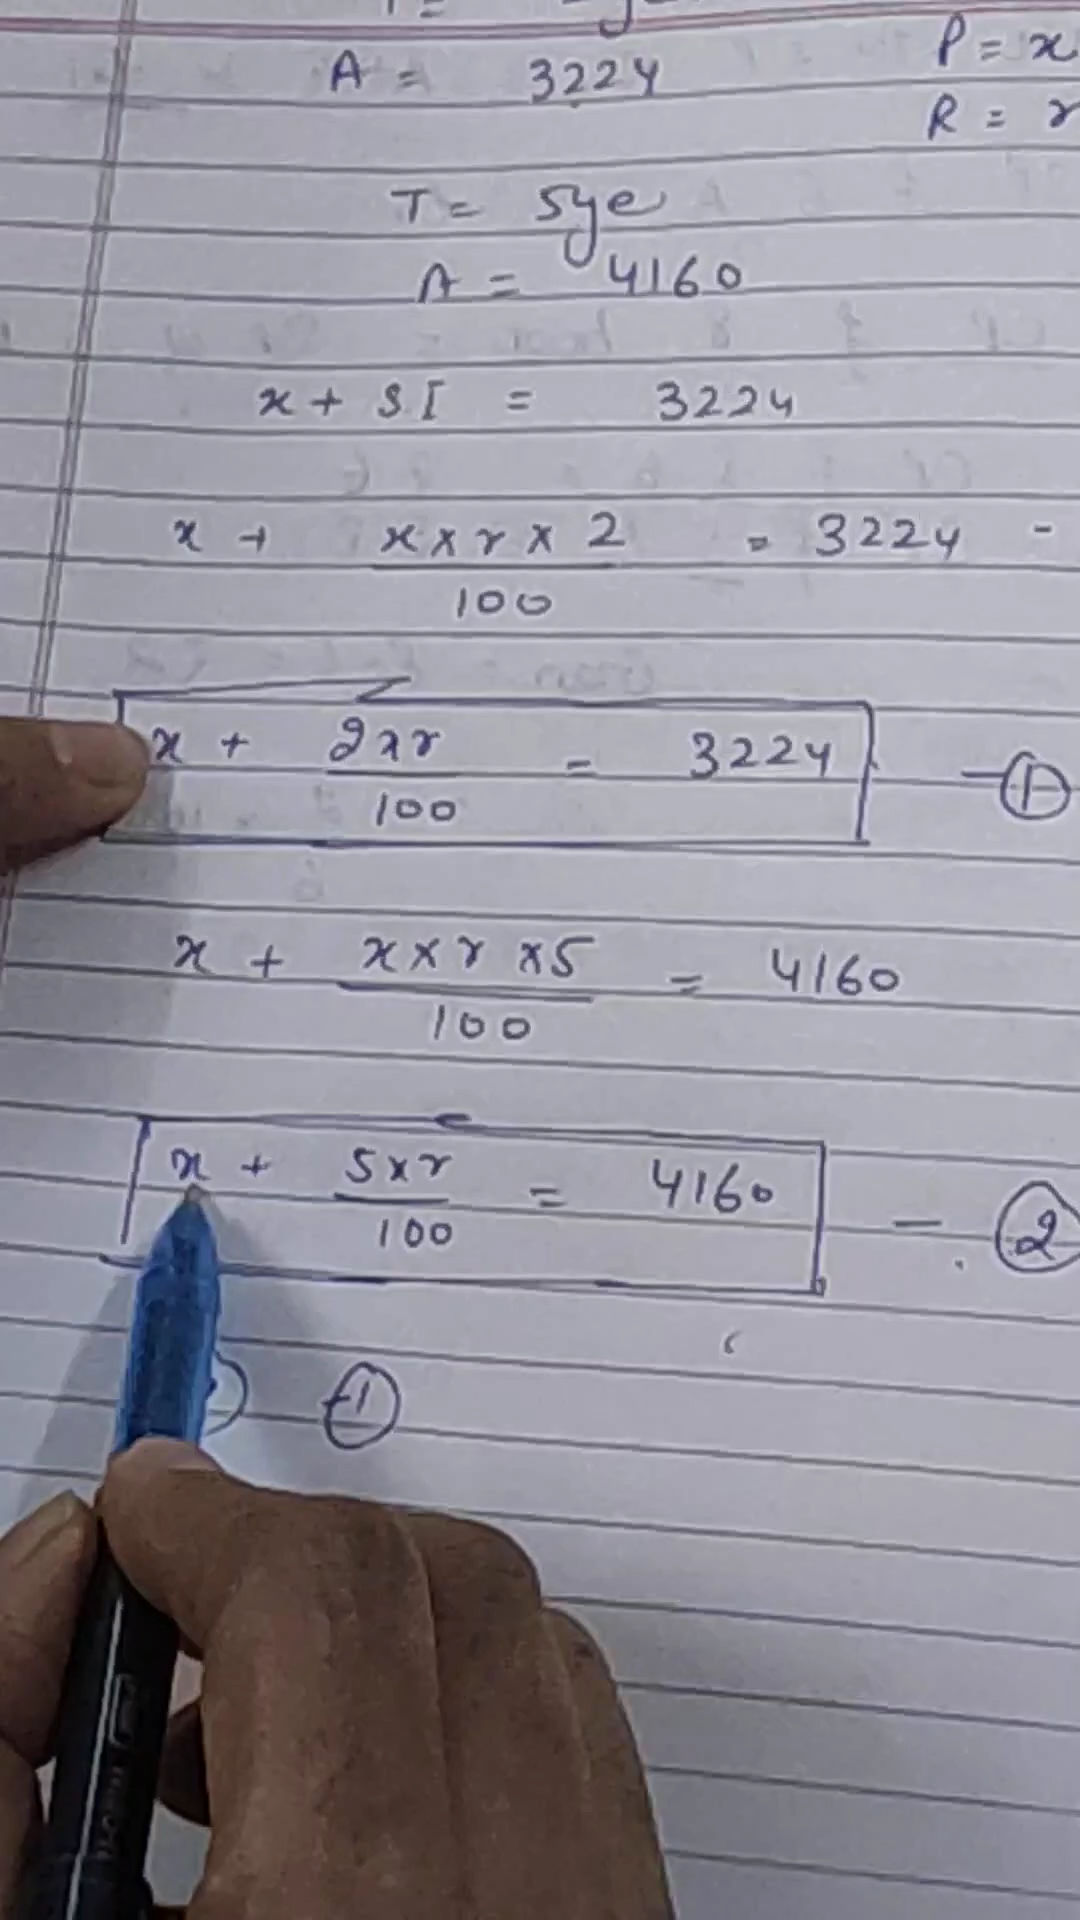 A = 3224
P = x
R = r
T = 5ye
A = 4160
x + SI = 3224
x + x × r × 2 / 100 = 3224 -
x + 2xr / 100 = 3224 - ①
x + x × r × 5 / 100 = 4160
x + 5xr / 100 = 4160 - ②
①